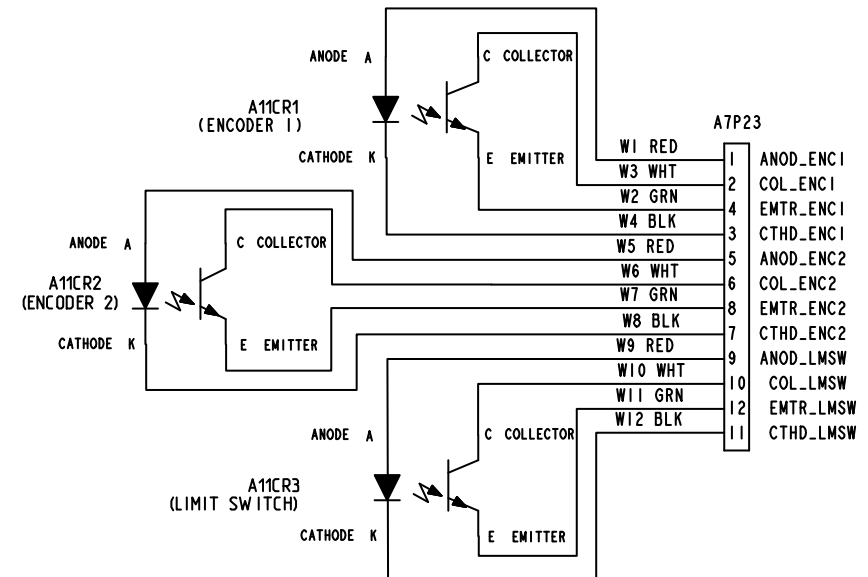 ANODE A
C COLLECTOR
A11CR1
(ENCODER 1)
CATHODE K
E EMITTER
A7P23
W1 RED 1 ANOD_ENC1
W3 WHT 2 COL_ENC1
W2 GRN 4 EMTR_ENC1
W4 BLK 3 CTHD_ENC1
W5 RED 5 ANOD_ENC2
W6 WHT 6 COL_ENC2
W7 GRN 8 EMTR_ENC2
W8 BLK 7 CTHD_ENC2
W9 RED 9 ANOD_LMSW
W10 WHT 10 COL_LMSW
W11 GRN 12 EMTR_LMSW
W12 BLK 11 CTHD_LMSW
ANODE A
C COLLECTOR
A11CR2
(ENCODER 2)
CATHODE K
E EMITTER
ANODE A
C COLLECTOR
A11CR3
(LIMIT SWITCH)
CATHODE K
E EMITTER